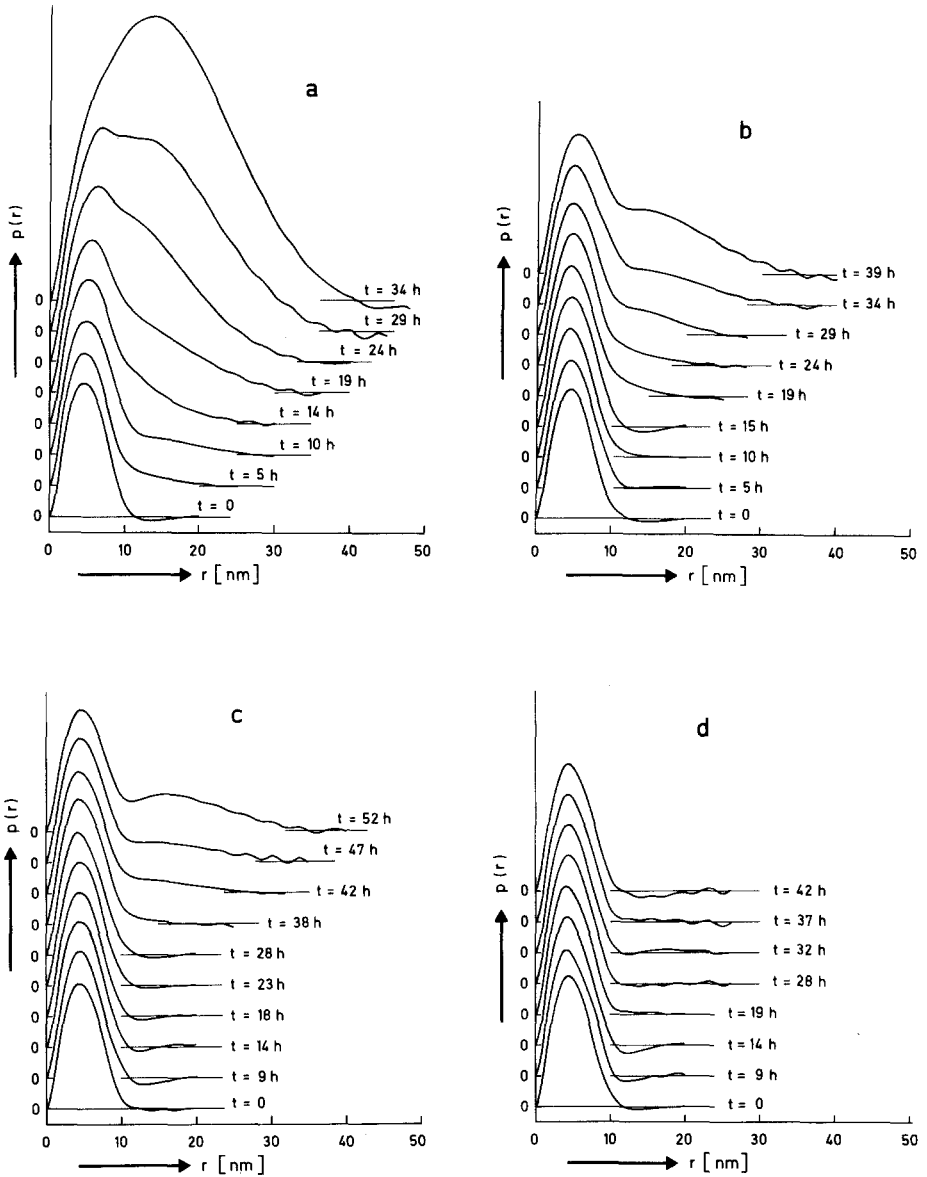 a
p(r)
0
0
0
0
0
0
0
0
t = 34 h
t = 29 h
t = 24 h
t = 19 h
t = 14 h
t = 10 h
t = 5 h
t = 0
0 10 20 30 40 50
r [nm]
b
p(r)
0
0
0
0
0
0
0
0
0
t = 39 h
t = 34 h
t = 29 h
t = 24 h
t = 19 h
t = 15 h
t = 10 h
t = 5 h
t = 0
0 10 20 30 40 50
r [nm]
c
p(r)
0
0
0
0
0
0
0
0
0
0
t = 52 h
t = 47 h
t = 42 h
t = 38 h
t = 28 h
t = 23 h
t = 18 h
t = 14 h
t = 9 h
t = 0
0 10 20 30 40 50
r [nm]
d
p(r)
0
0
0
0
0
0
0
0
t = 42 h
t = 37 h
t = 32 h
t = 28 h
t = 19 h
t = 14 h
t = 9 h
t = 0
0 10 20 30 40 50
r [nm]